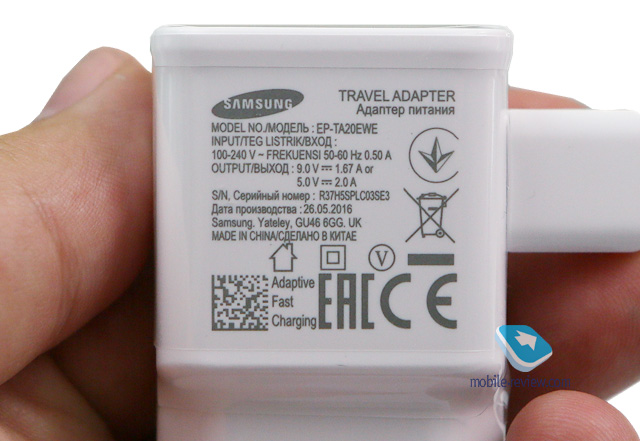 SAMSUNG
TRAVEL ADAPTER
Адаптер питания
MODEL NO./МОДЕЛЬ : EP-TA20EWE
INPUT/TEG LISTRIK/ВХОД :
100-240 V ~ FREKUENSI 50-60 Hz 0.50 A
OUTPUT/ВЫХОД : 9.0 V ⎓ 1.67 A or
5.0 V ⎓ 2.0 A
S/N, Серийный номер : R37H5SPLC03SE3
Дата производства : 26.05.2016
Samsung. Yateley, GU46 6GG. UK
MADE IN CHINA/СДЕЛАНО В КИТАЕ
V
Adaptive
Fast
Charging
EAC CE
mobile-review.com